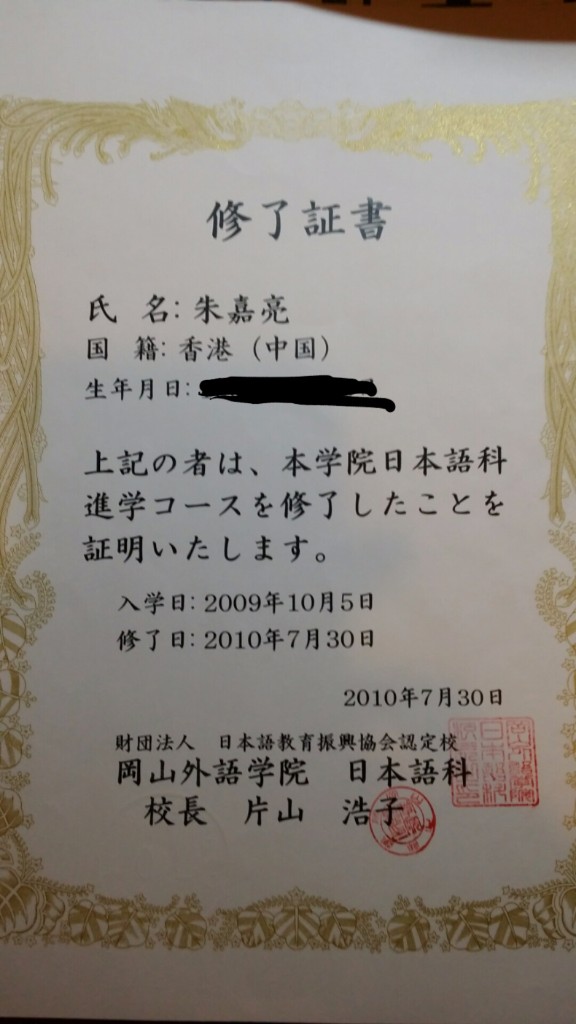 修了証書
氏 名: 朱嘉亮
国 籍: 香港 (中国)
生年月日:
上記の者は、本学院日本語科
進学コースを修了したことを
証明いたします。
入学日: 2009年10月5日
修了日: 2010年7月30日
2010年7月30日
財団法人 日本語教育振興協会認定校
岡山外語学院 日本語科
校長 片山 浩子